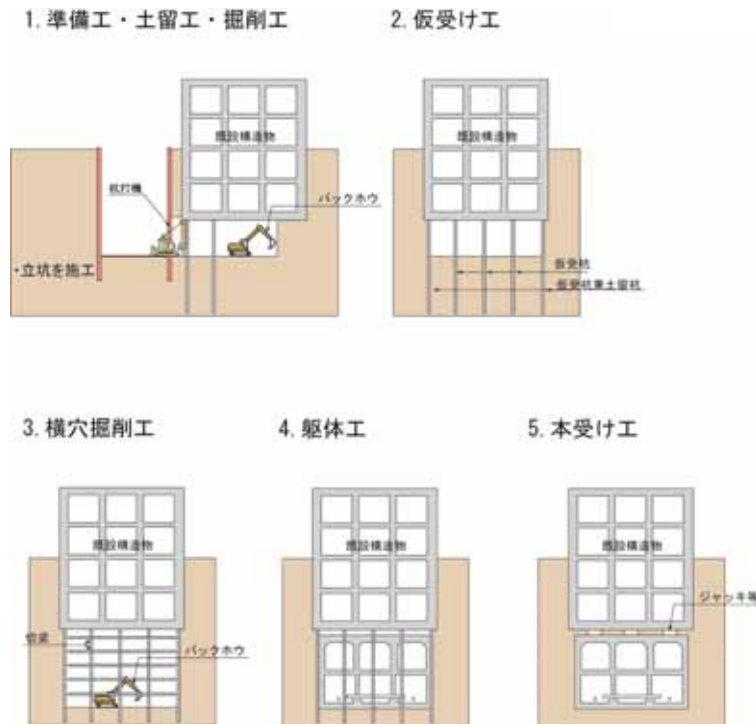 1. 準備工・土留工・掘削工
2. 仮受け工
既設構造物
既設構造物
杭打機
バックホウ
・立坑を施工
仮受杭
仮受杭兼土留杭
3. 横穴掘削工
4. 躯体工
5. 本受け工
既設構造物
既設構造物
既設構造物
ジャッキ等
切梁
バックホウ